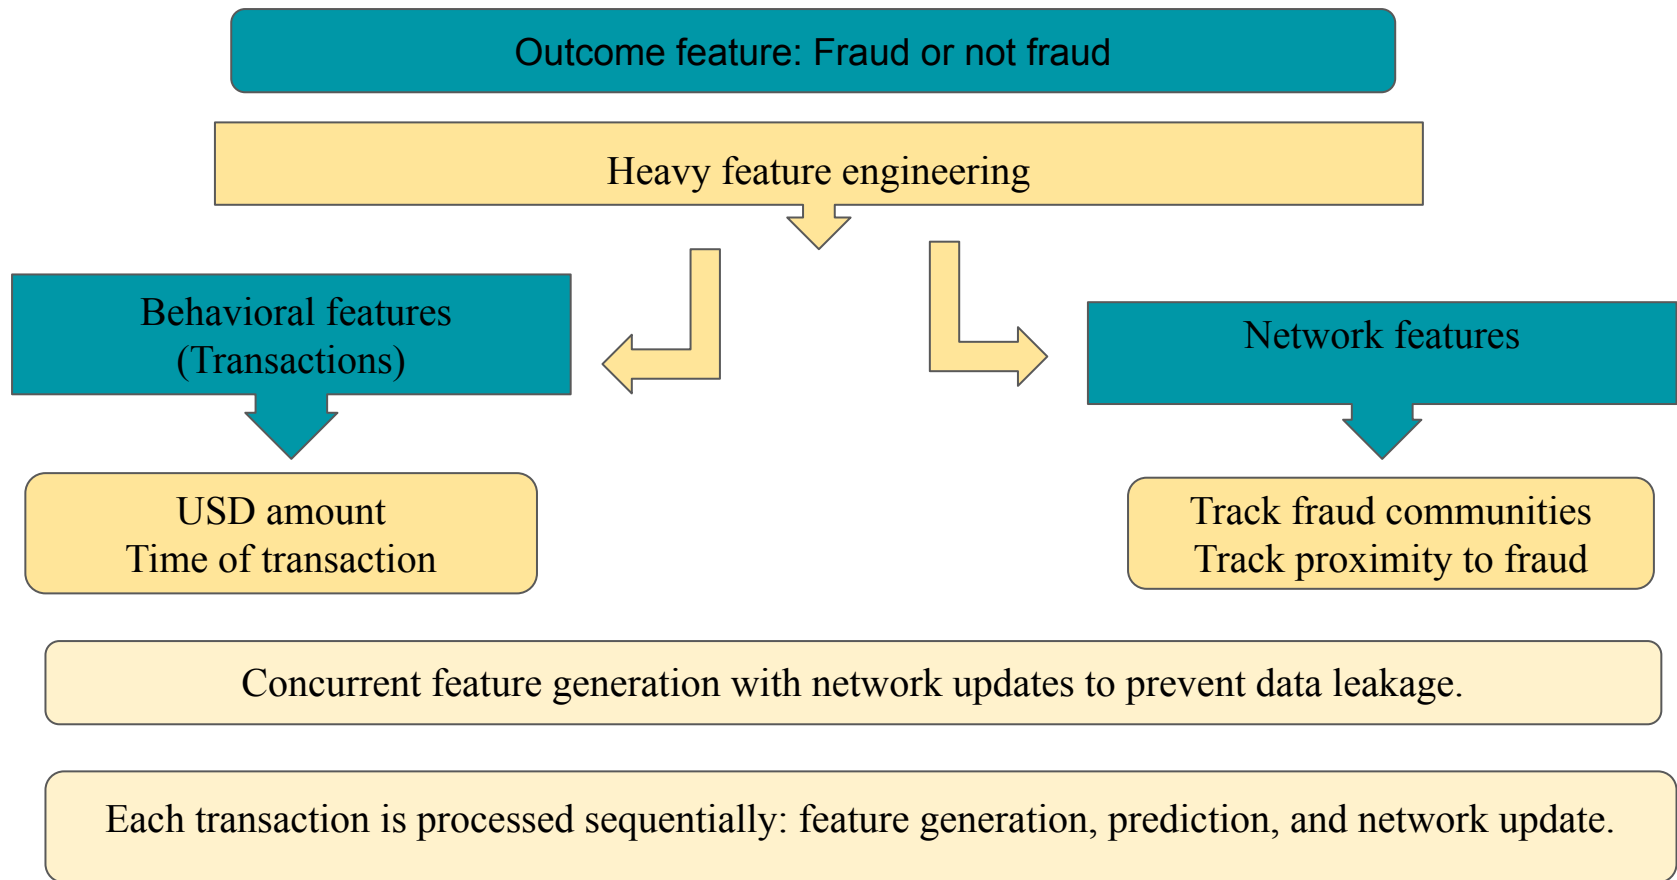 Outcome feature: Fraud or not fraud
Heavy feature engineering
Behavioral features
(Transactions)
Network features
USD amount
Time of transaction
Track fraud communities
Track proximity to fraud
Concurrent feature generation with network updates to prevent data leakage.
Each transaction is processed sequentially: feature generation, prediction, and network update.